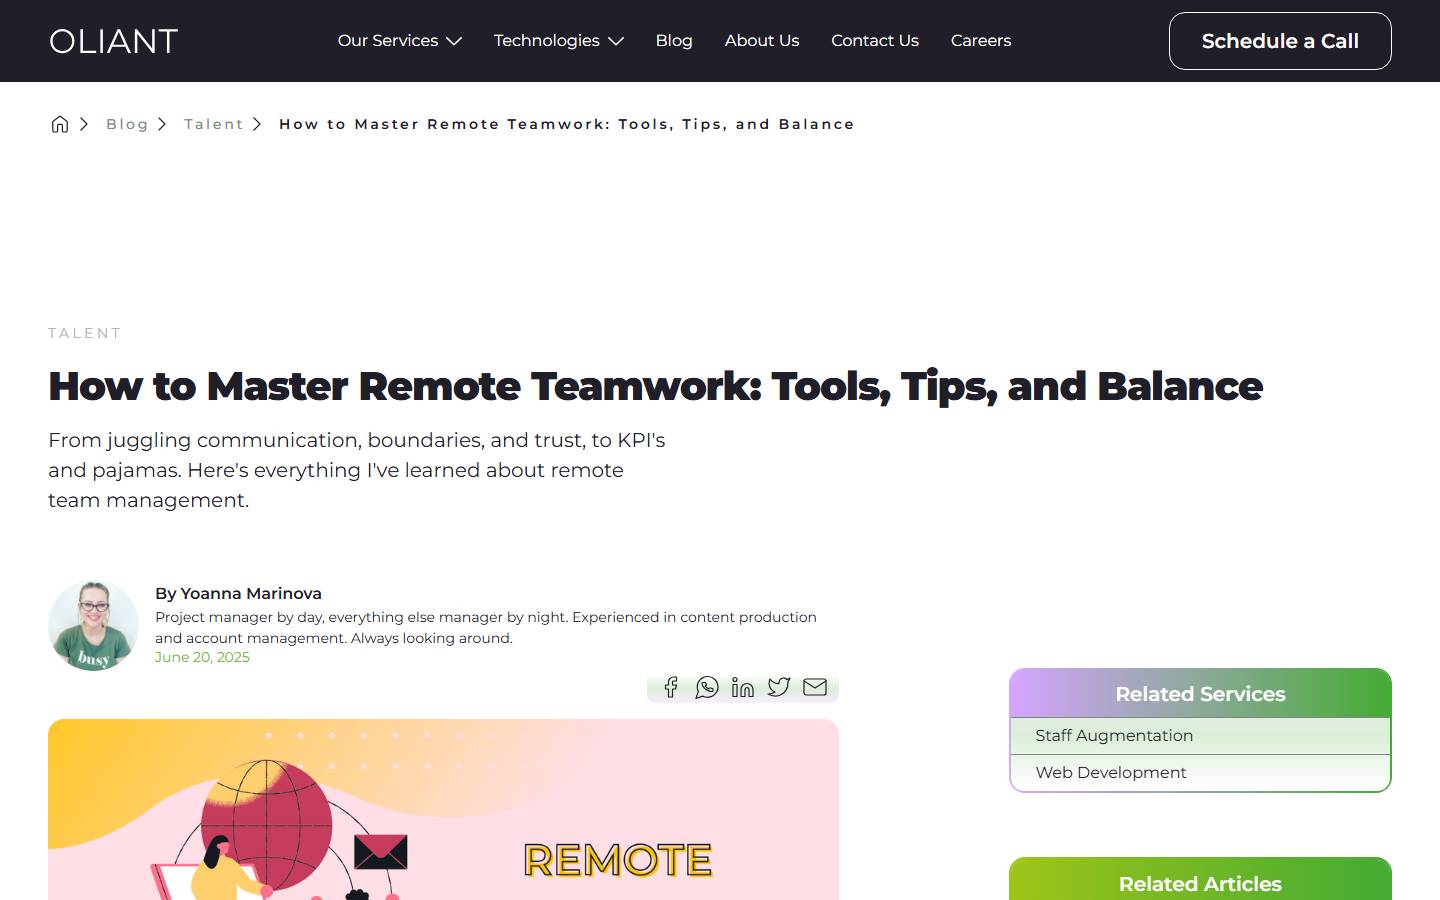 OLIANT
Our Services
Technologies
Blog
About Us
Contact Us
Careers
Schedule a Call
Blog
Talent
How to Master Remote Teamwork: Tools, Tips, and Balance
TALENT
How to Master Remote Teamwork: Tools, Tips, and Balance
From juggling communication, boundaries, and trust, to KPI's
and pajamas. Here's everything I've learned about remote
team management.
busy
By Yoanna Marinova
Project manager by day, everything else manager by night. Experienced in content production
and account management. Always looking around.
June 20, 2025
REMOTE
Related Services
Staff Augmentation
Web Development
Related Articles